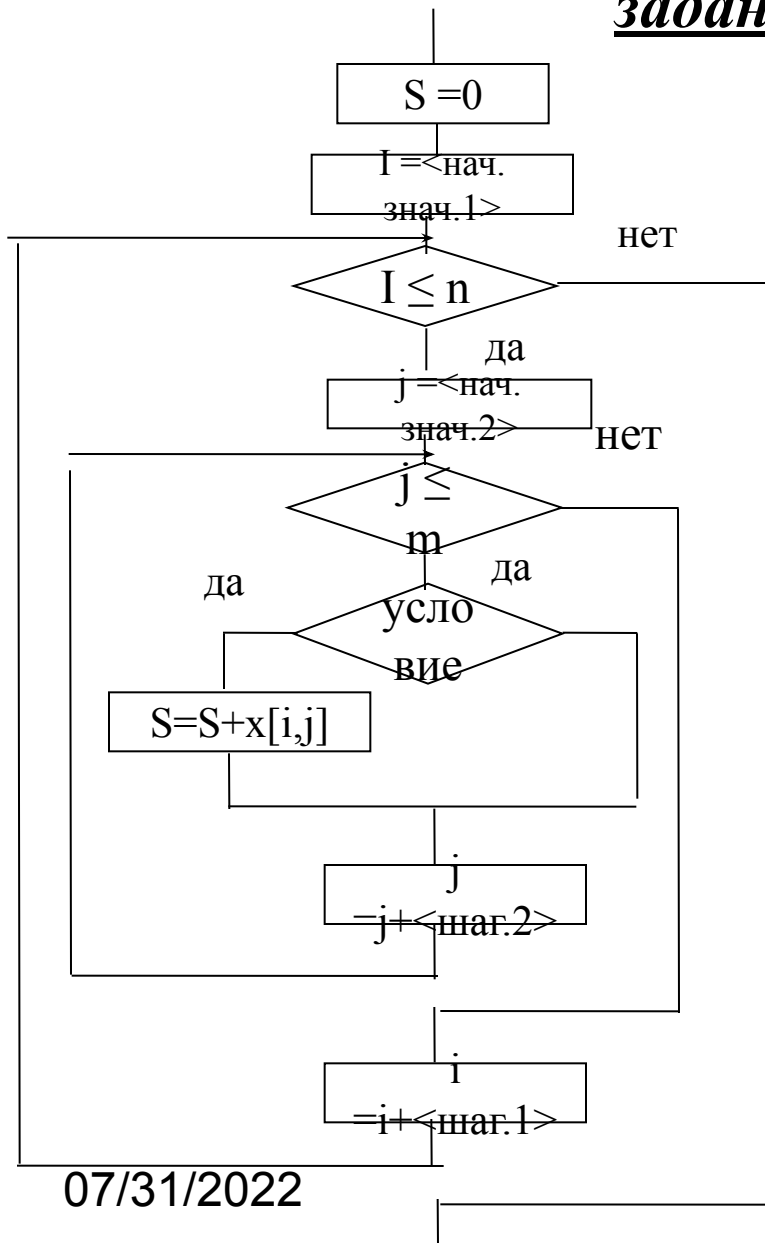 S =0
I =<нач.
знач.1>
нет
I ≤ n
да
j =<нач.
знач.2>
нет
j ≤
m
да
да
усло
вие
S=S+x[i,j]
j
=j+<шаг.2>
i
=i+<шаг.1>
07/31/2022